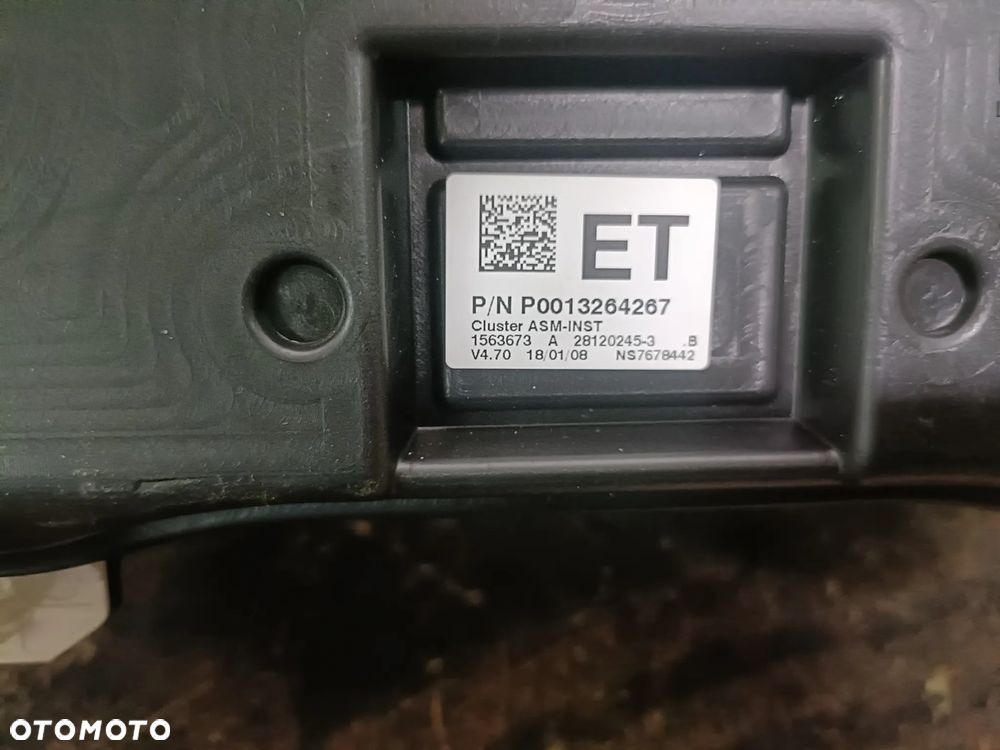 ET
P/N P0013264267
Cluster ASM-INST
1563673 A 28120245-3 .B
V4.70 18/01/08 NS7678442
OTOMOTO